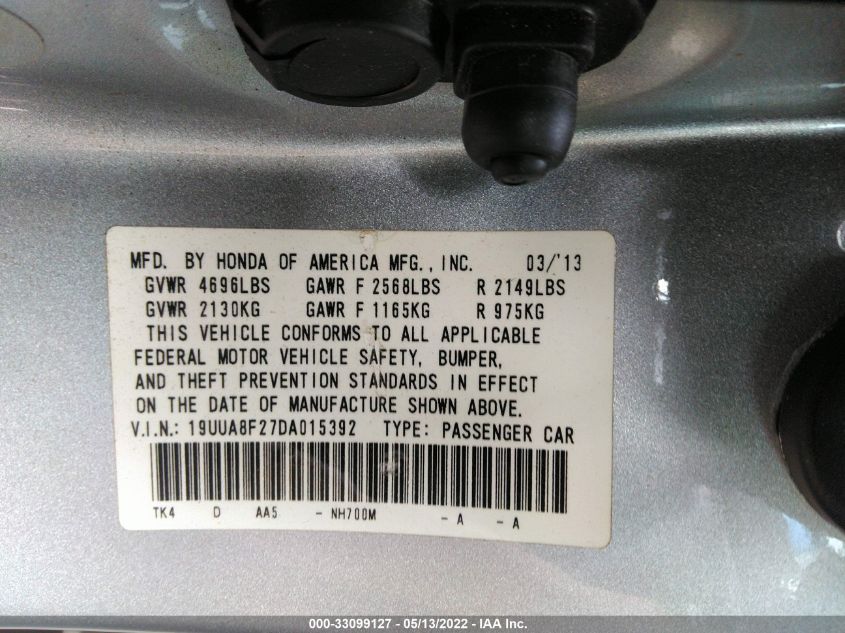 MFD. BY HONDA OF AMERICA MFG., INC. 03/'13
GVWR 4696LBS GAWR F 2568LBS R 2149LBS
GVWR 2130KG GAWR F 1165KG R 975KG
THIS VEHICLE CONFORMS TO ALL APPLICABLE
FEDERAL MOTOR VEHICLE SAFETY, BUMPER,
AND THEFT PREVENTION STANDARDS IN EFFECT
ON THE DATE OF MANUFACTURE SHOWN ABOVE.
V.I.N.: 19UUA8F27DA015392 TYPE: PASSENGER CAR
TK4 D AA5 - NH700M - A - A
000-33099127 - 05/13/2022 - IAA Inc.